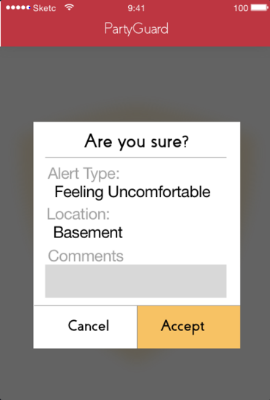 Sketc 9:41 100
PartyGuard
Are you sure?
Alert Type:
Feeling Uncomfortable
Location:
Basement
Comments
Cancel Accept